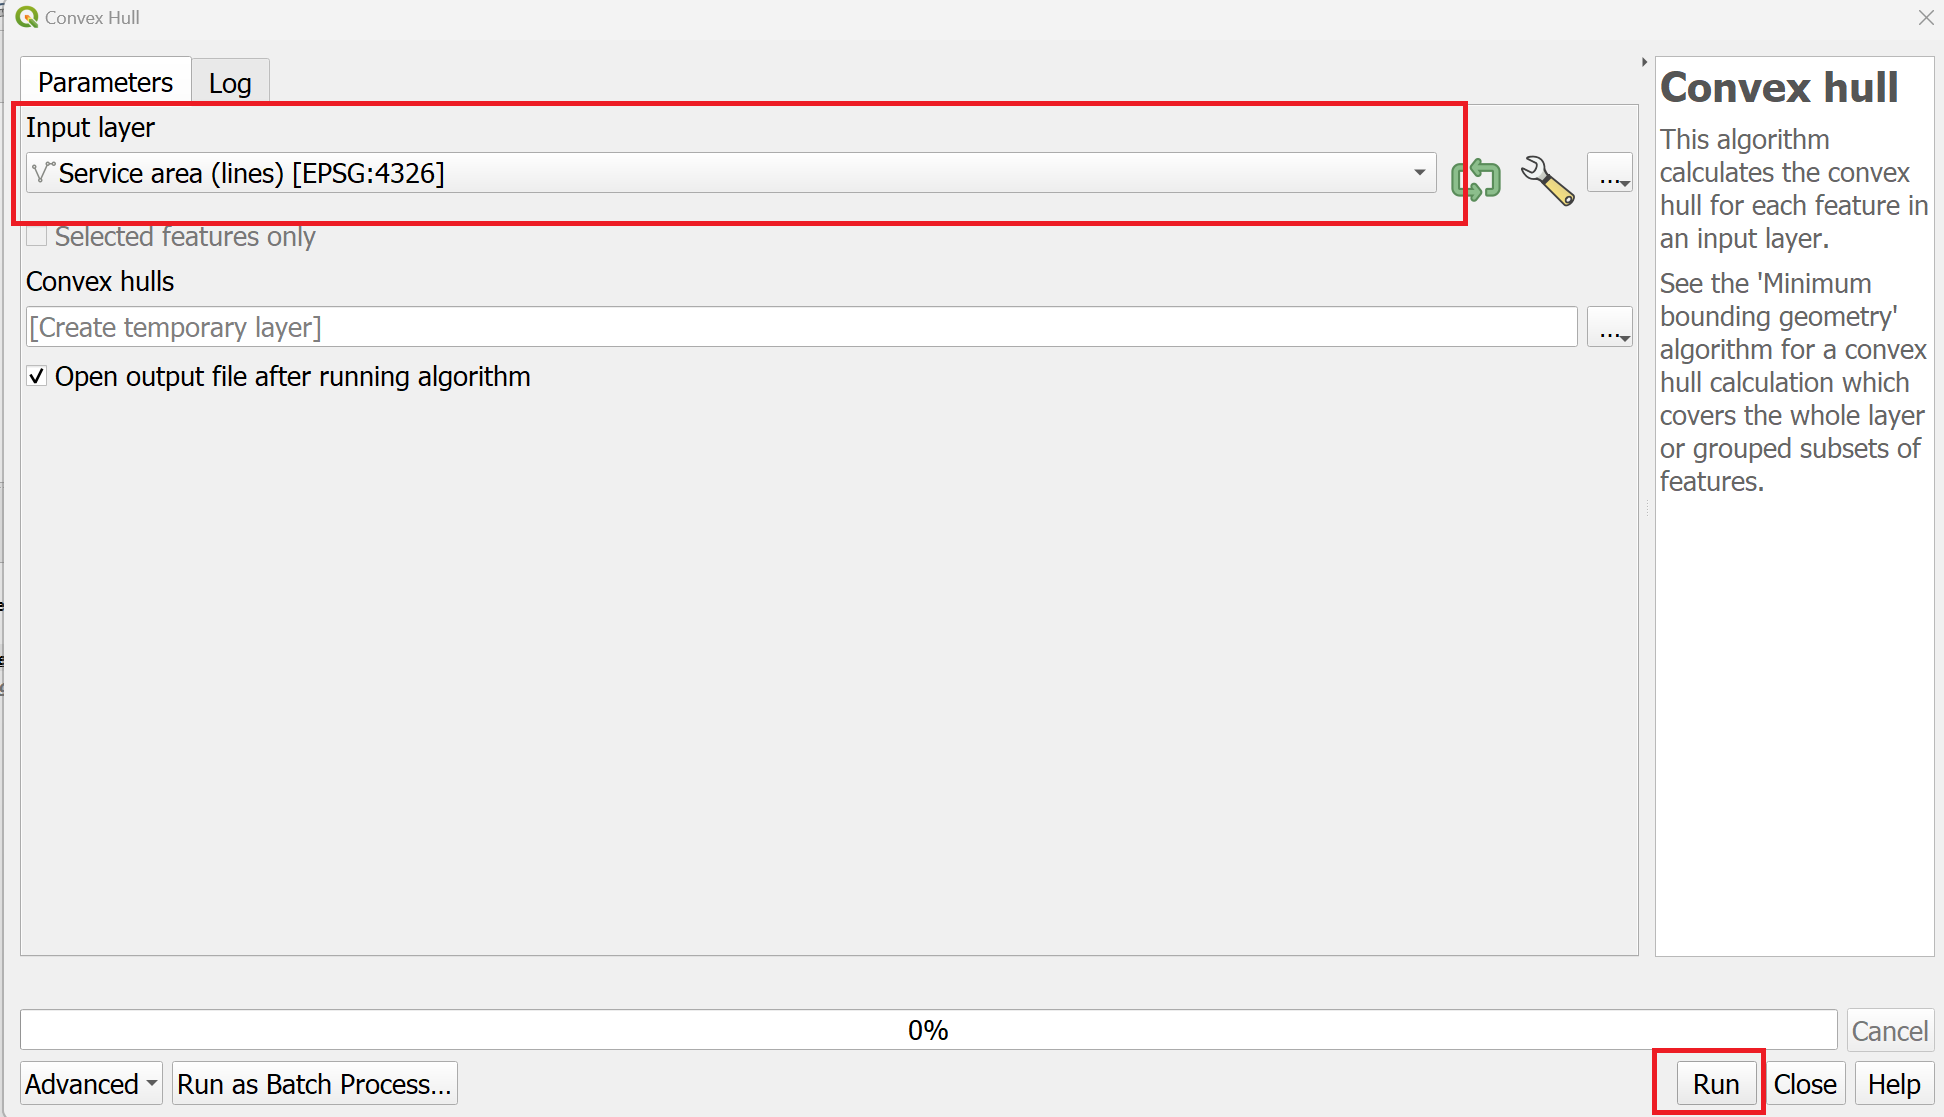 Convex Hull
Parameters
Log
Input layer
Service area (lines) [EPSG:4326]
...
Selected features only
Convex hulls
[Create temporary layer]
...
Open output file after running algorithm
Convex hull
This algorithm
calculates the convex
hull for each feature in
an input layer.
See the 'Minimum
bounding geometry'
algorithm for a convex
hull calculation which
covers the whole layer
or grouped subsets of
features.
0%
Cancel
Advanced
Run as Batch Process...
Run
Close
Help